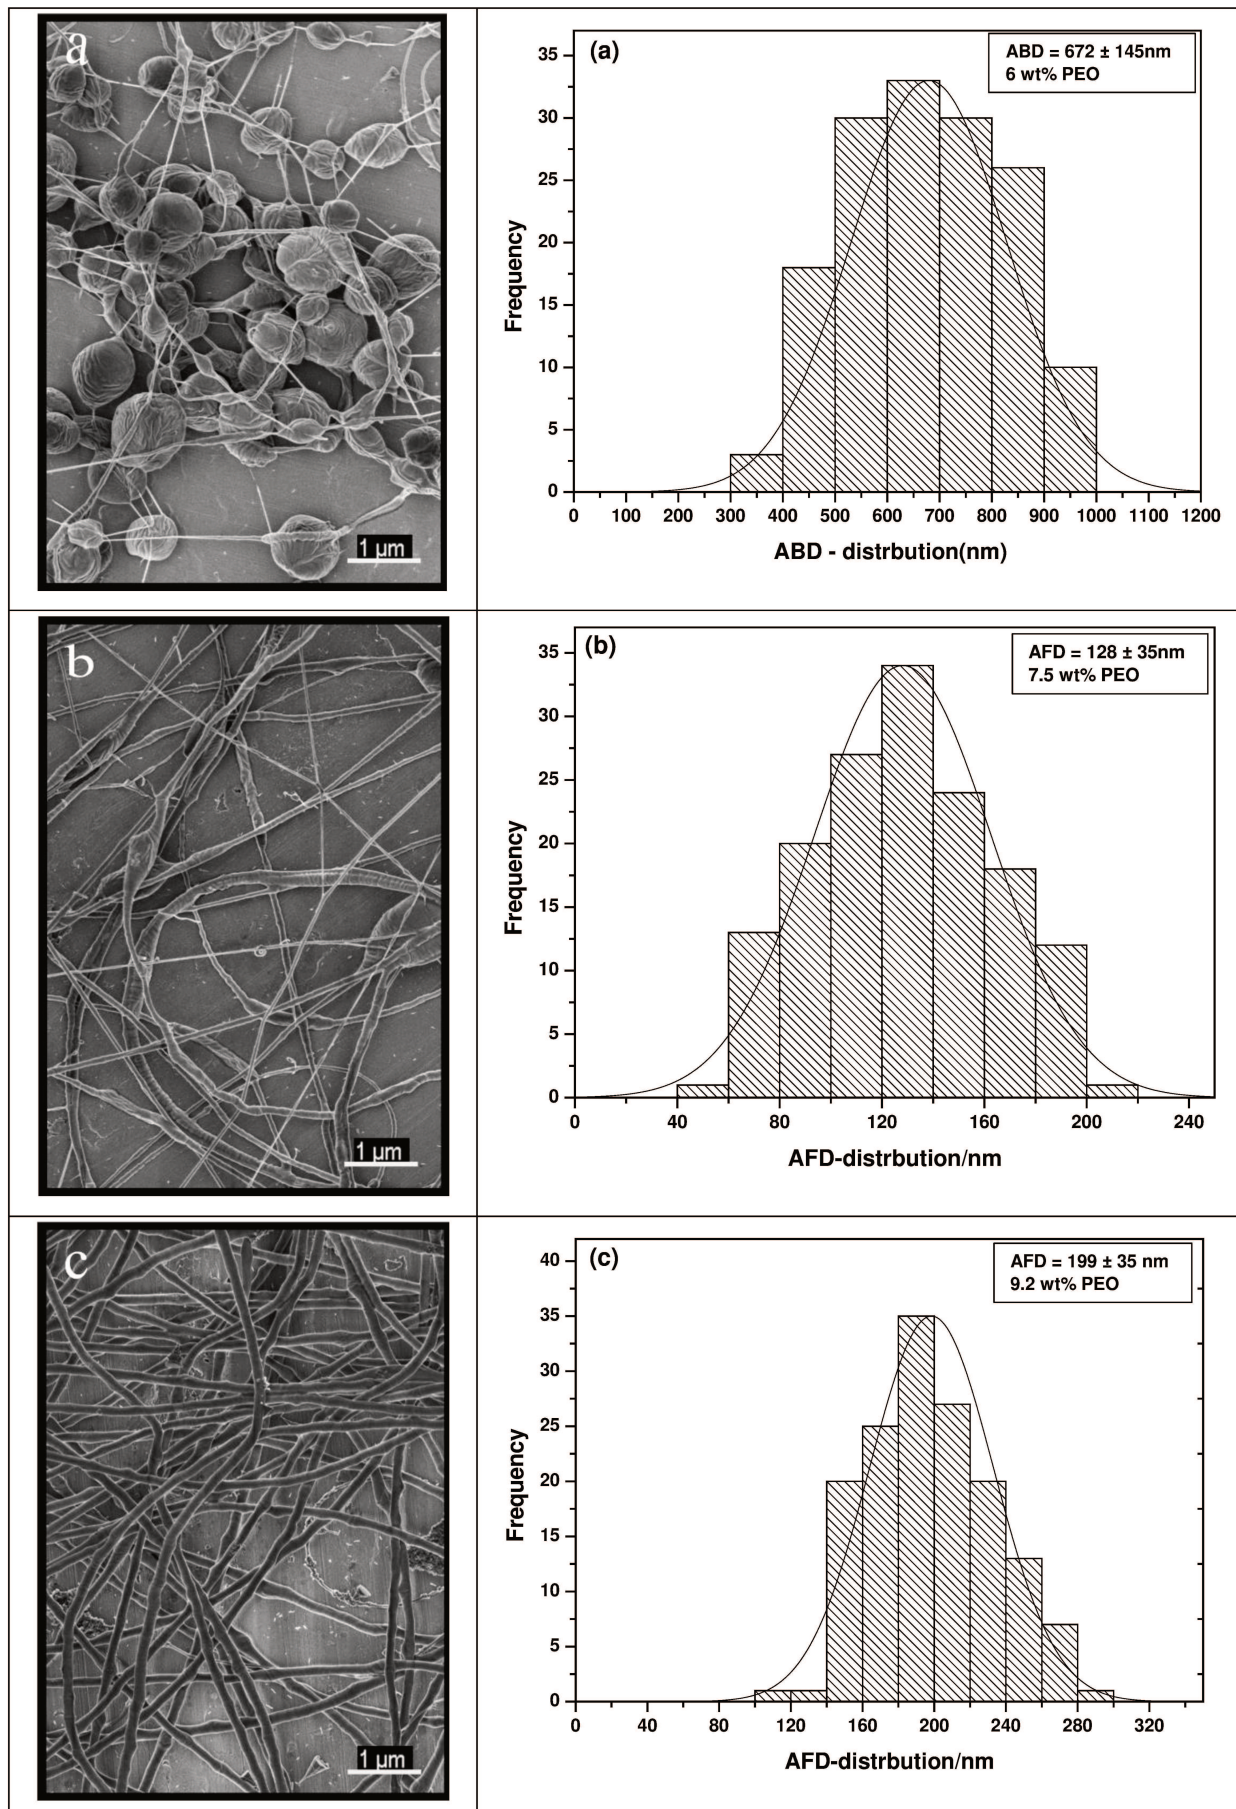 a
1 µm
(a)
ABD = 672 ± 145nm
6 wt% PEO
35
30
25
20
15
10
5
0
Frequency
0 100 200 300 400 500 600 700 800 900 1000 1100 1200
ABD - distrbution(nm)
b
1 µm
(b)
AFD = 128 ± 35nm
7.5 wt% PEO
35
30
25
20
15
10
5
0
Frequency
0 40 80 120 160 200 240
AFD-distrbution/nm
c
1 µm
(c)
AFD = 199 ± 35 nm
9.2 wt% PEO
40
35
30
25
20
15
10
5
0
Frequency
0 40 80 120 160 200 240 280 320
AFD-distrbution/nm